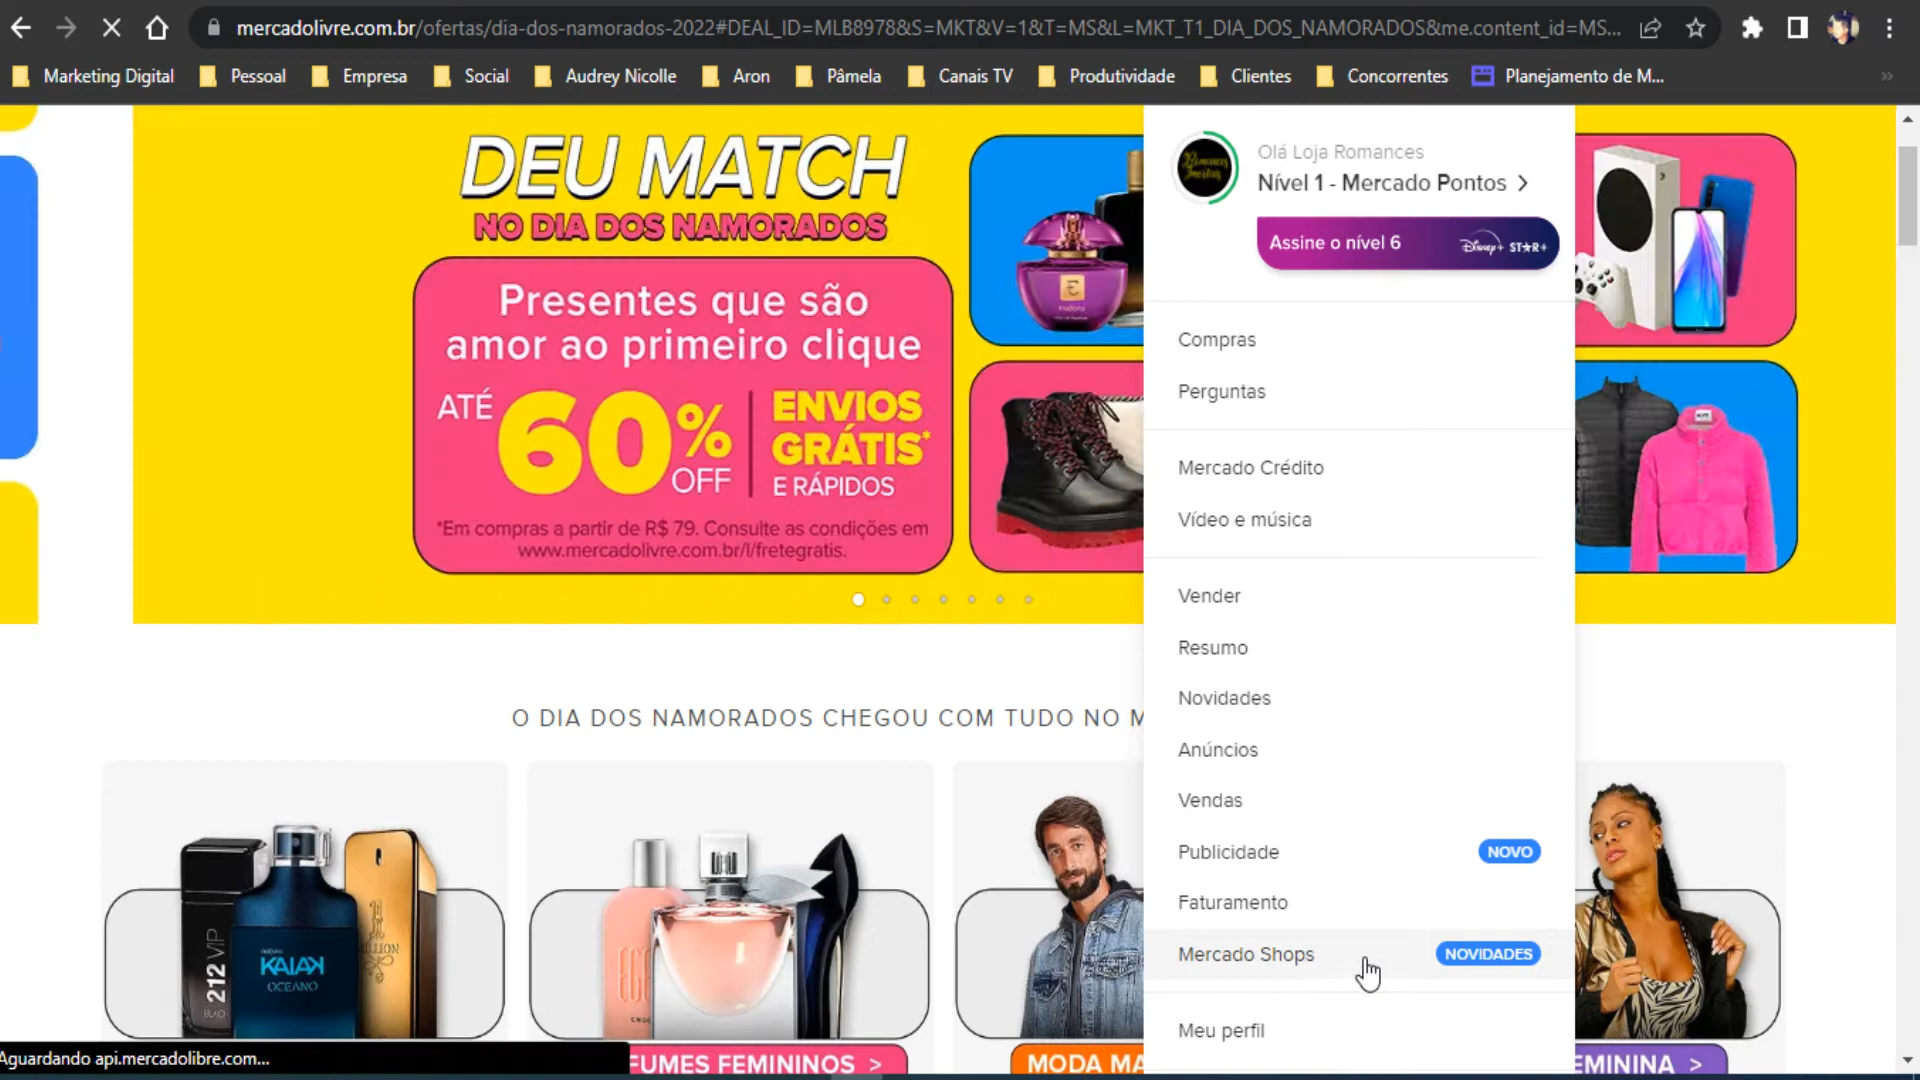 mercadolivre.com.br/ofertas/dia-dos-namorados-2022#DEAL_ID=MLB8978&S=MKT&V=1&T=MS&L=MKT_T1_DIA_DOS_NAMORADOS&me.content_id=MS...
Marketing Digital
Pessoal
Empresa
Social
Audrey Nicolle
Aron
Pâmela
Canais TV
Produtividade
Clientes
Concorrentes
Planejamento de M...
DEU MATCH
NO DIA DOS NAMORADOS
Presentes que são
amor ao primeiro clique
ATÉ 60% OFF
ENVIOS
GRÁTIS*
E RÁPIDOS
*Em compras a partir de R$ 79. Consulte as condições em
www.mercadolivre.com.br/l/fretegratis.
Olá Loja Romances
Nível 1 - Mercado Pontos
Assine o nível 6
Disney+ STAR+
Compras
Perguntas
Mercado Crédito
Vídeo e música
Vender
Resumo
Novidades
Anúncios
Vendas
Publicidade
NOVO
Faturamento
Mercado Shops
NOVIDADES
Meu perfil
O DIA DOS NAMORADOS CHEGOU COM TUDO NO M
212 VIP
KAIAK
OCEANO
FUMES FEMININOS >
MODA MA
EMININA >
Aguardando api.mercadolibre.com...